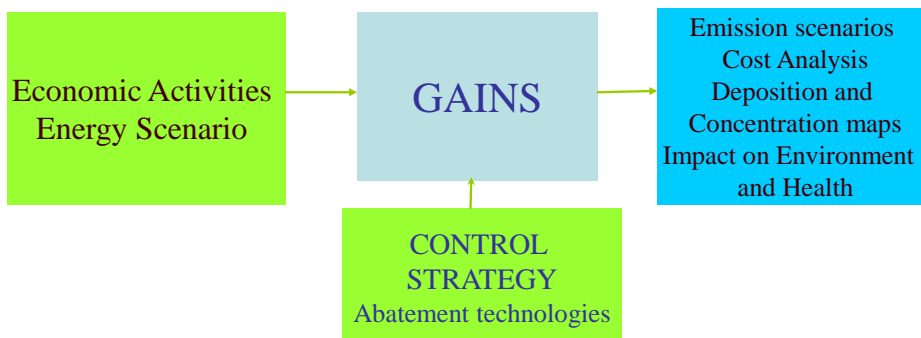 Economic Activities
Energy Scenario
GAINS
Emission scenarios
Cost Analysis
Deposition and
Concentration maps
Impact on Environment
and Health
CONTROL
STRATEGY
Abatement technologies